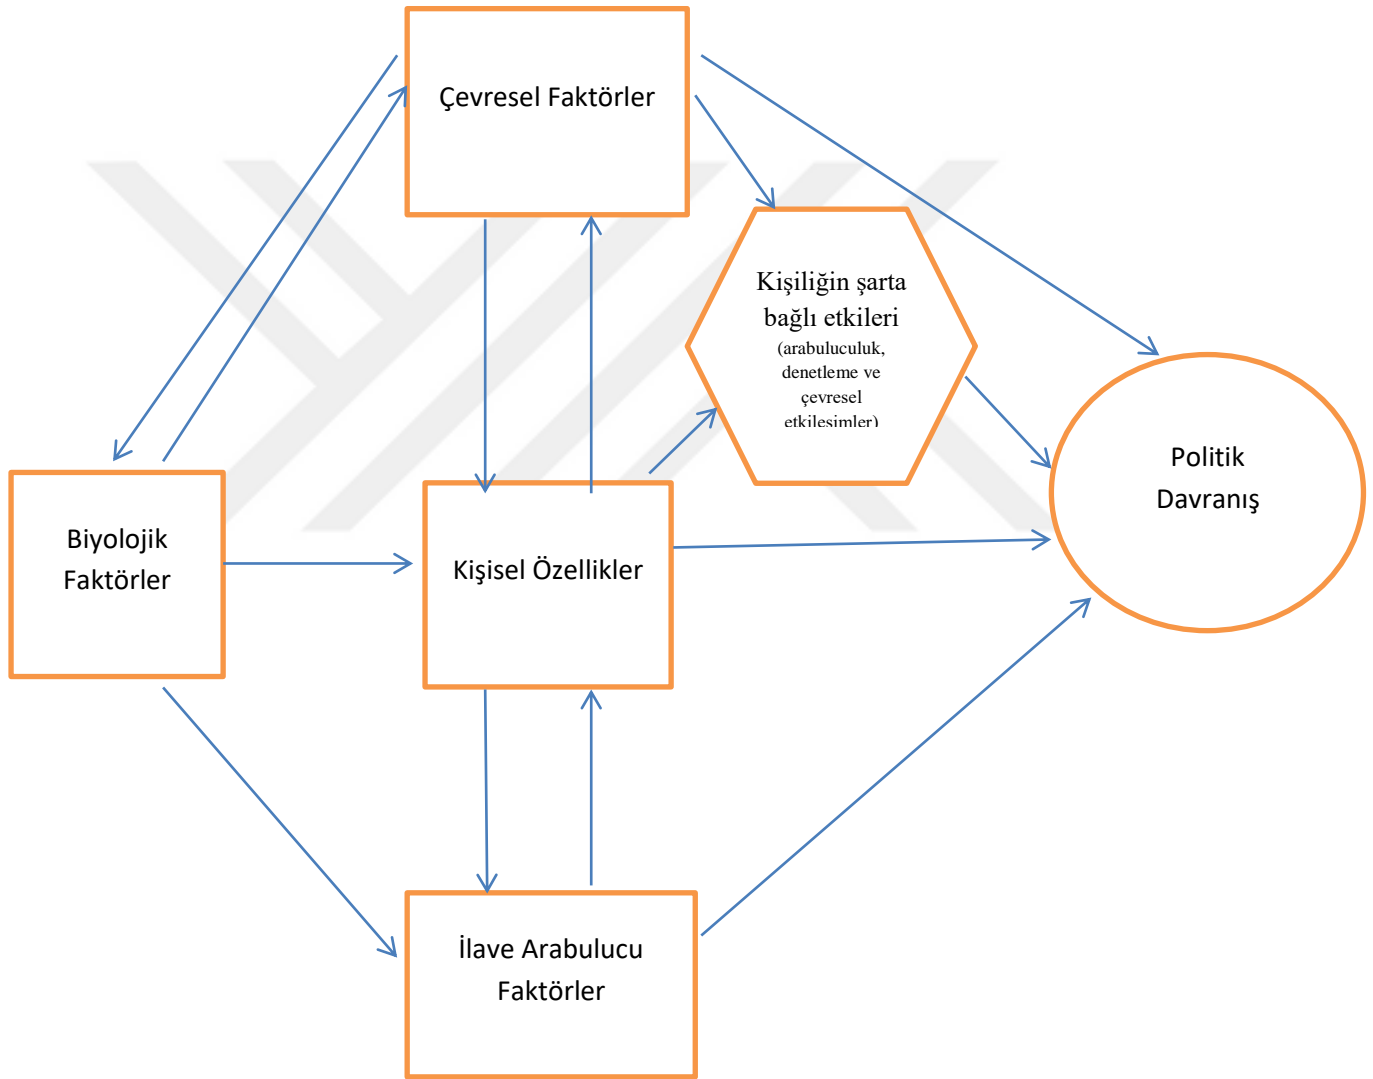 Çevresel Faktörler
Kişiliğin şarta
bağlı etkileri
(arabuluculuk,
denetleme ve
çevresel
etkileşimler)
Politik
Davranış
Biyolojik
Faktörler
Kişisel Özellikler
İlave Arabulucu
Faktörler